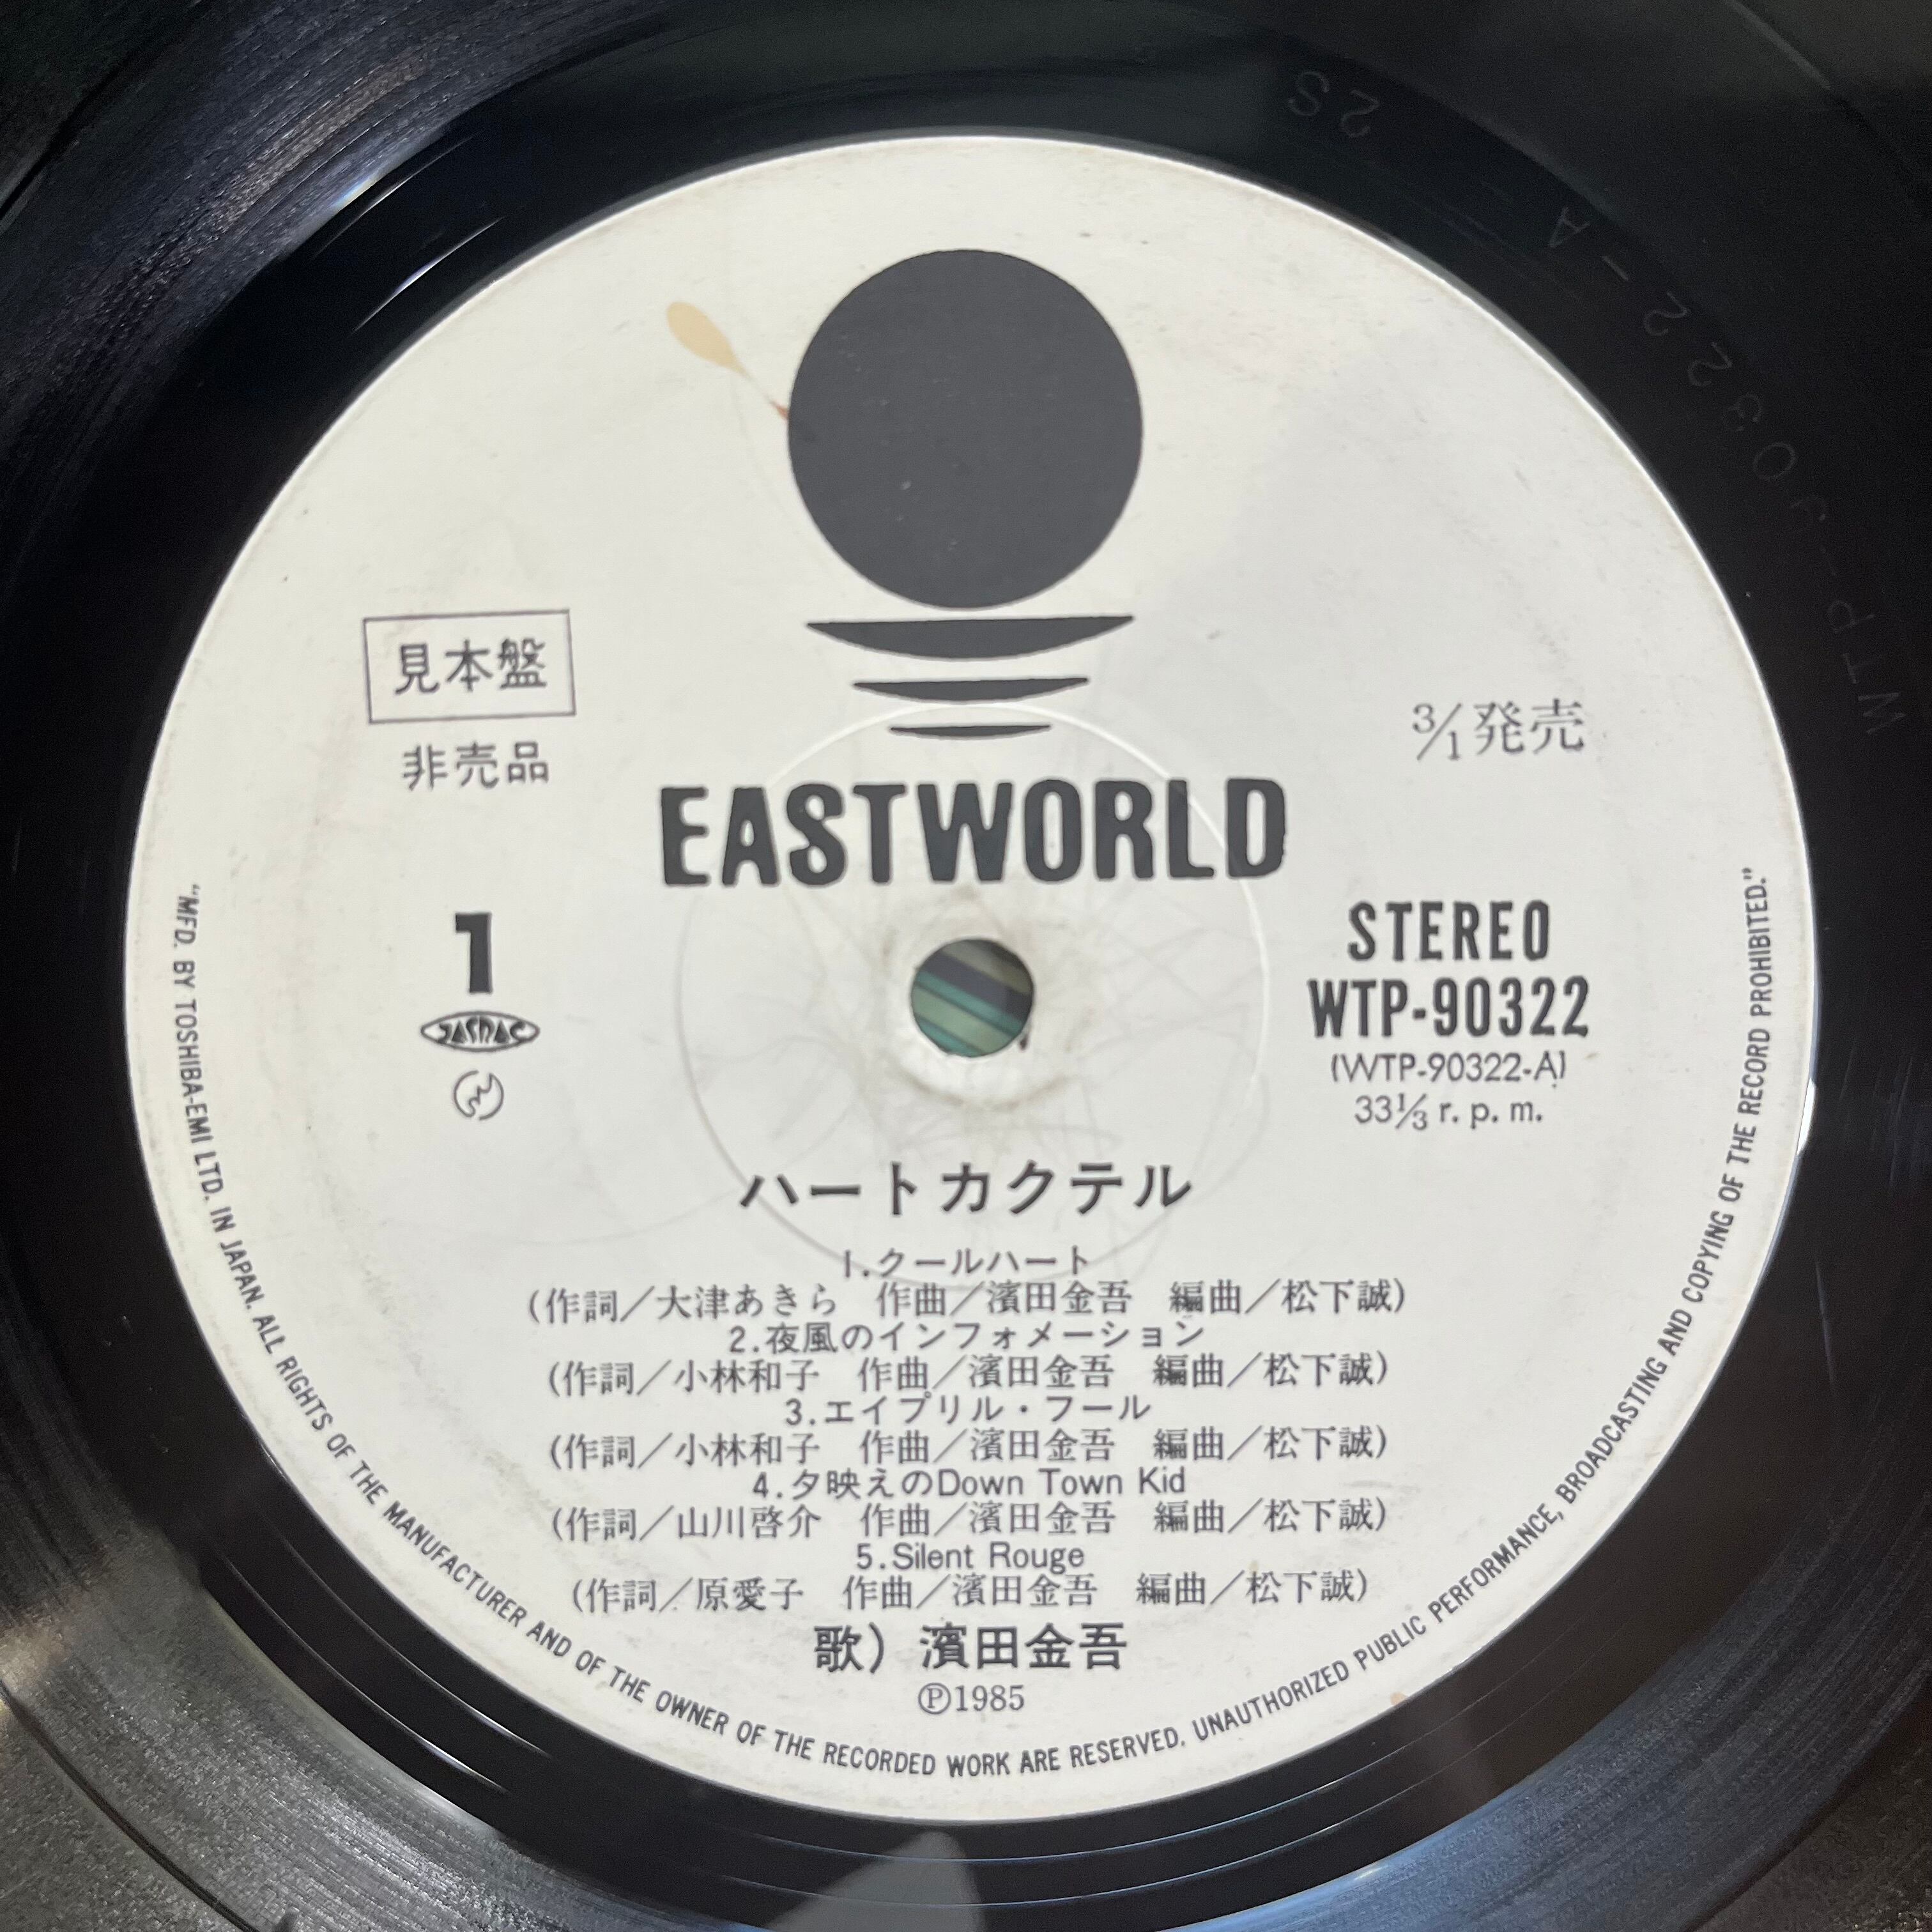 見本盤
非売品
3/1発売
EASTWORLD
1
JASRAC
STEREO
WTP-90322
(WTP-90322-A)
33 1/3 r. p. m.
ハートカクテル
1.クールハート
(作詞／大津あきら 作曲／濱田金吾 編曲／松下誠)
2.夜風のインフォメーション
(作詞／小林和子 作曲／濱田金吾 編曲／松下誠)
3.エイプリル・フール
(作詞／小林和子 作曲／濱田金吾 編曲／松下誠)
4.夕映えのDown Town Kid
(作詞／山川啓介 作曲／濱田金吾 編曲／松下誠)
5.Silent Rouge
(作詞／原愛子 作曲／濱田金吾 編曲／松下誠)
歌）濱田金吾
Ⓟ1985
"MFD. BY TOSHIBA-EMI LTD. IN JAPAN. ALL RIGHTS OF THE MANUFACTURER AND OF THE OWNER OF THE RECORDED WORK ARE RESERVED. UNAUTHORIZED PUBLIC PERFORMANCE, BROADCASTING AND COPYING OF THE RECORD PROHIBITED."
WTP-90322-A 2S